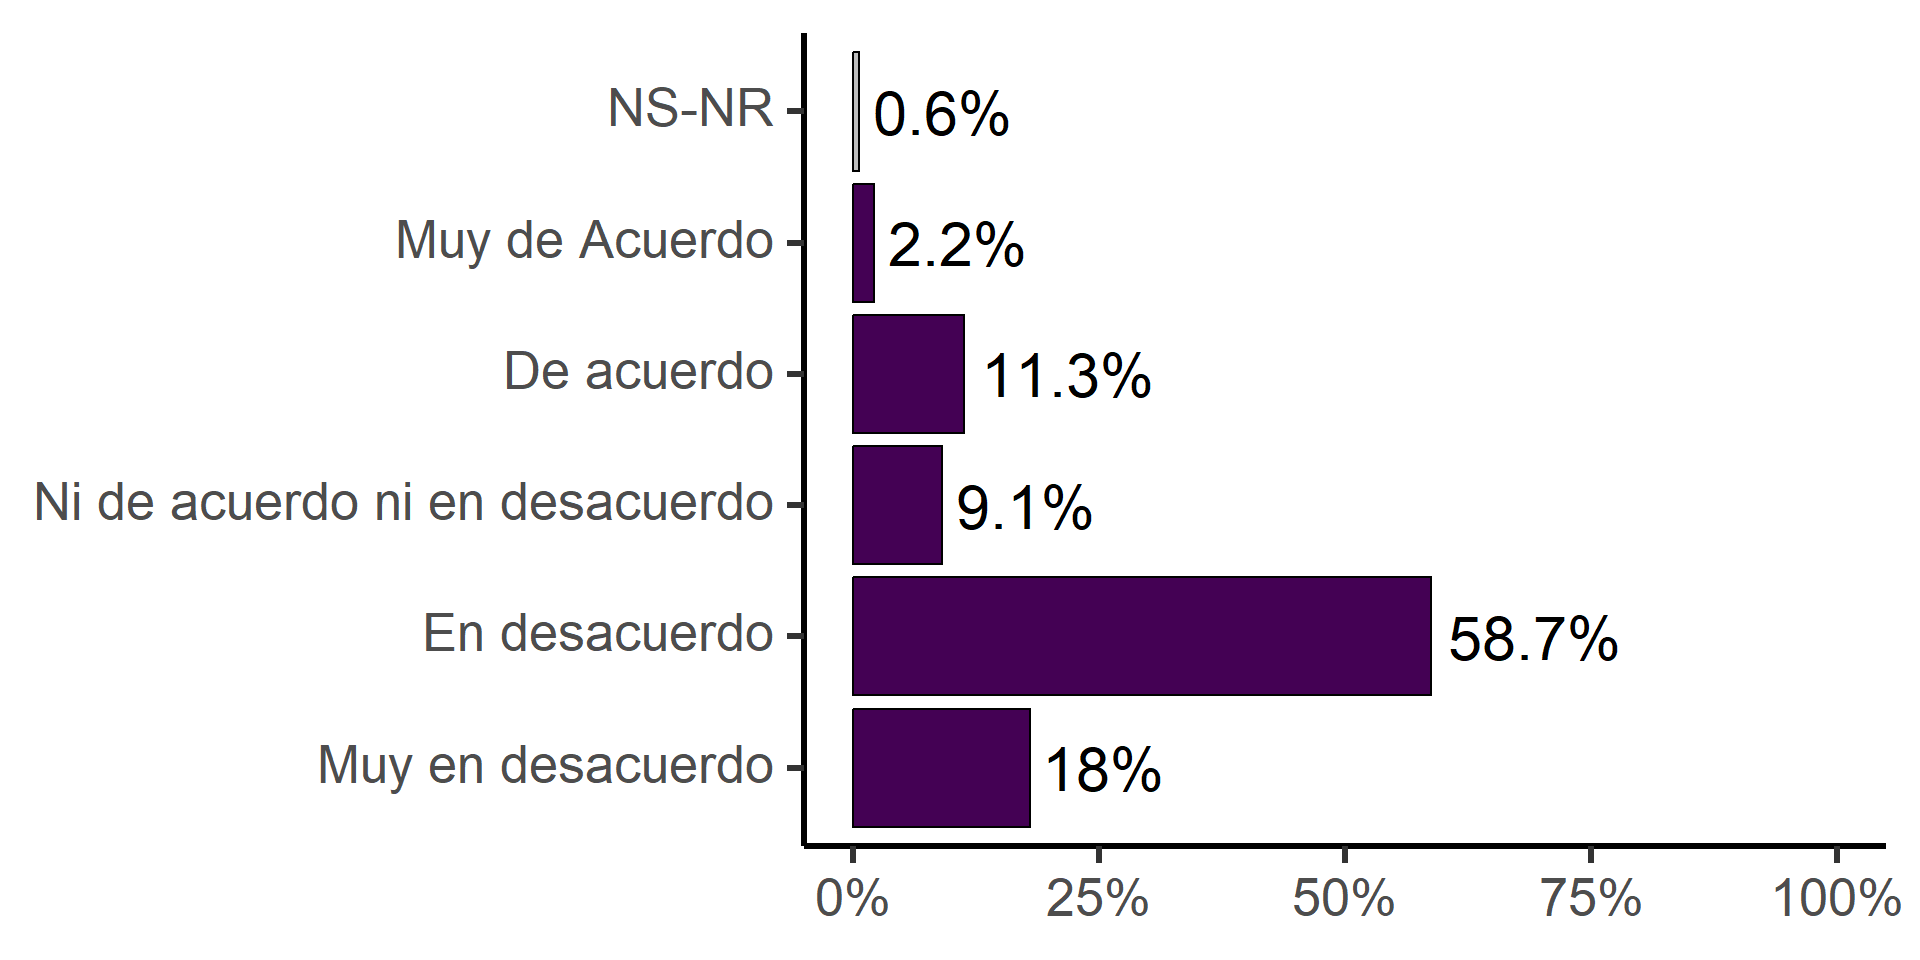 NS-NR
0.6%
Muy de Acuerdo
2.2%
De acuerdo
11.3%
Ni de acuerdo ni en desacuerdo
9.1%
En desacuerdo
58.7%
Muy en desacuerdo
18%
0% 25% 50% 75% 100%